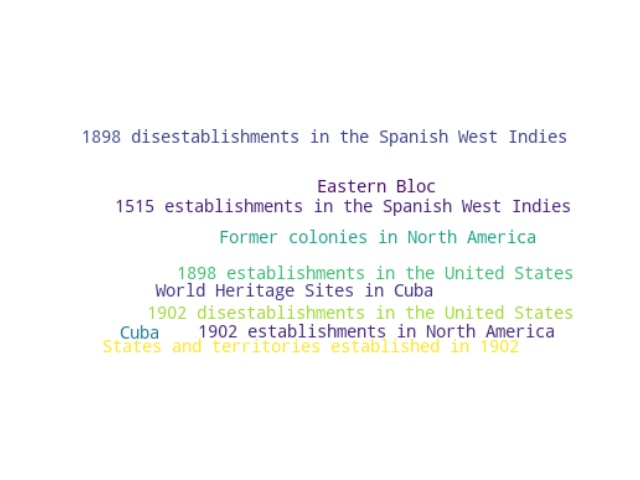 1898 disestablishments in the Spanish West Indies
Eastern Bloc
1515 establishments in the Spanish West Indies
Former colonies in North America
1898 establishments in the United States
World Heritage Sites in Cuba
1902 disestablishments in the United States
Cuba
1902 establishments in North America
States and territories established in 1902